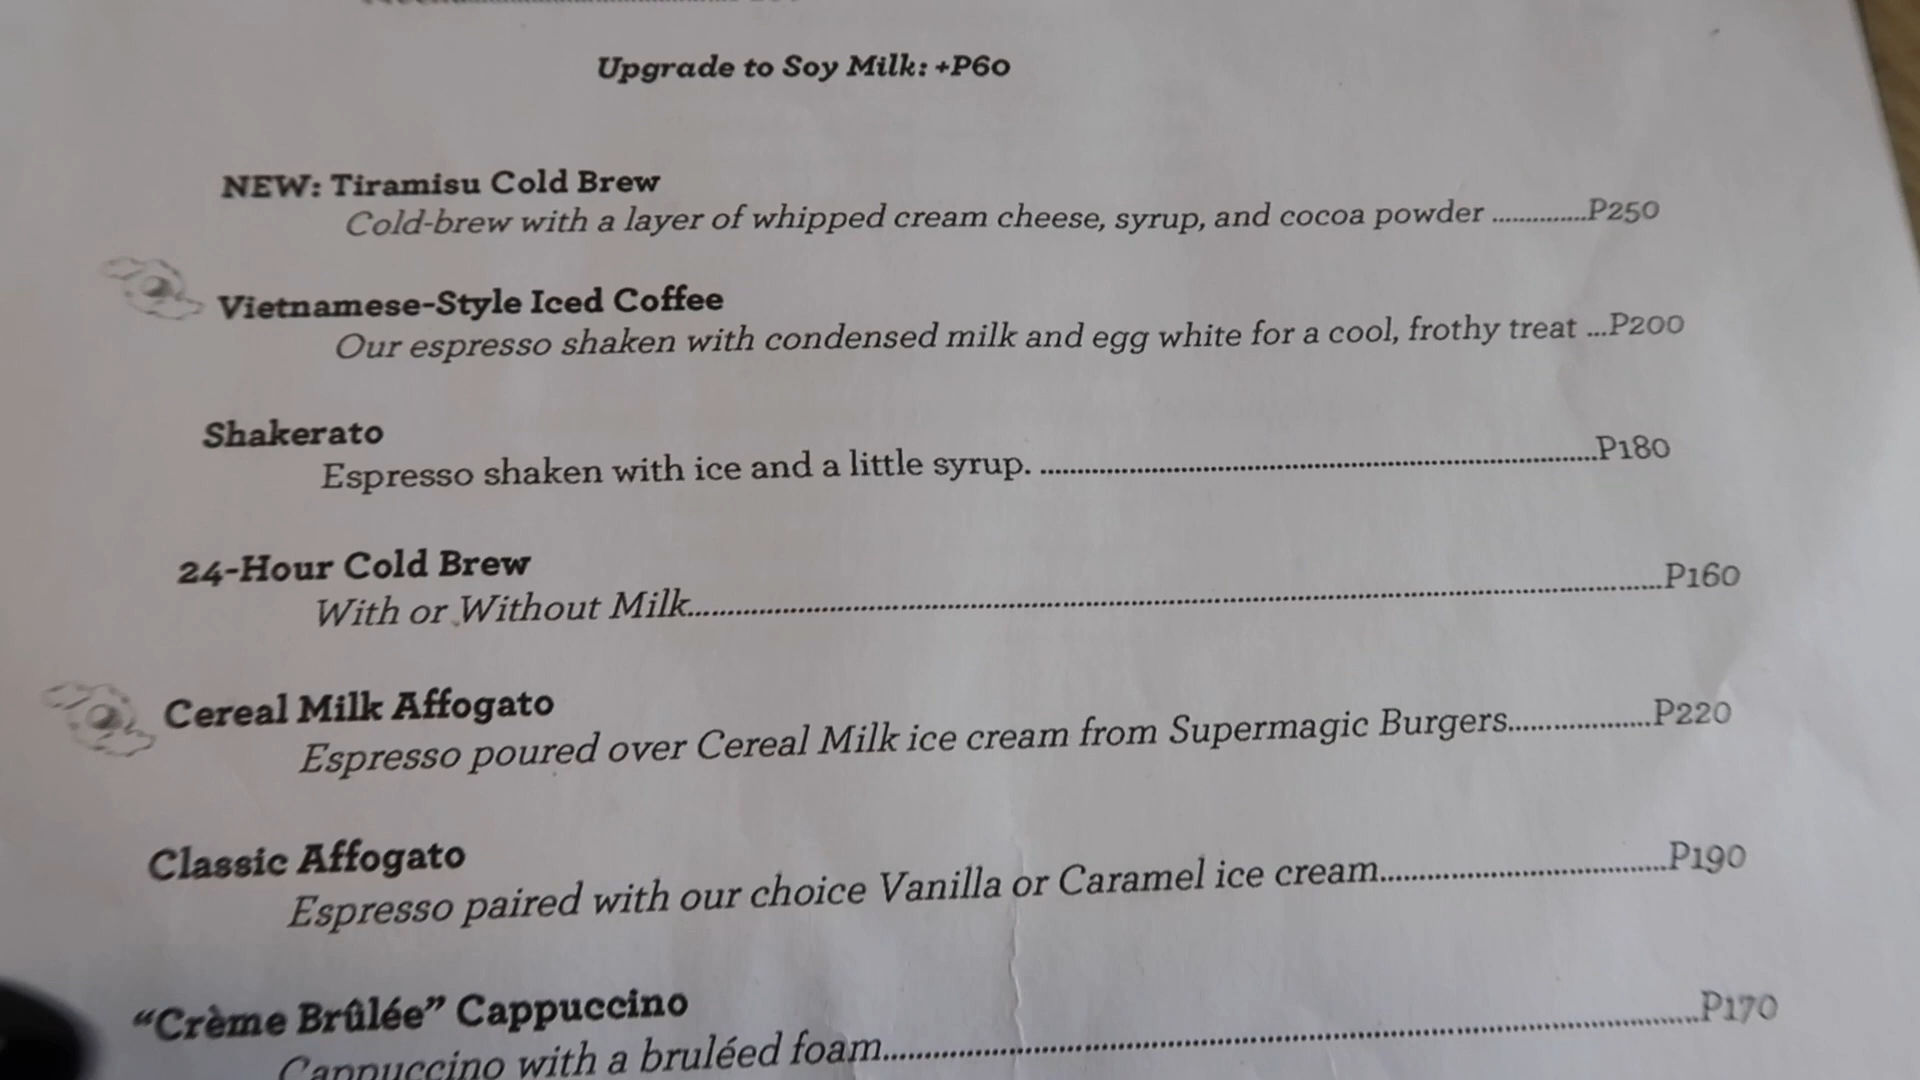 Upgrade to Soy Milk: +P60
NEW: Tiramisu Cold Brew
Cold-brew with a layer of whipped cream cheese, syrup, and cocoa powder ..............P250
Vietnamese-Style Iced Coffee
Our espresso shaken with condensed milk and egg white for a cool, frothy treat ...P200
Shakerato
Espresso shaken with ice and a little syrup. ..........................................................................................P180
24-Hour Cold Brew
With or Without Milk..............................................................................................................................................P160
Cereal Milk Affogato
Espresso poured over Cereal Milk ice cream from Supermagic Burgers....................P220
Classic Affogato
Espresso paired with our choice Vanilla or Caramel ice cream.........................................P190
“Crème Brûlée” Cappuccino
Cappuccino with a bruléed foam.................................................................................................................P170